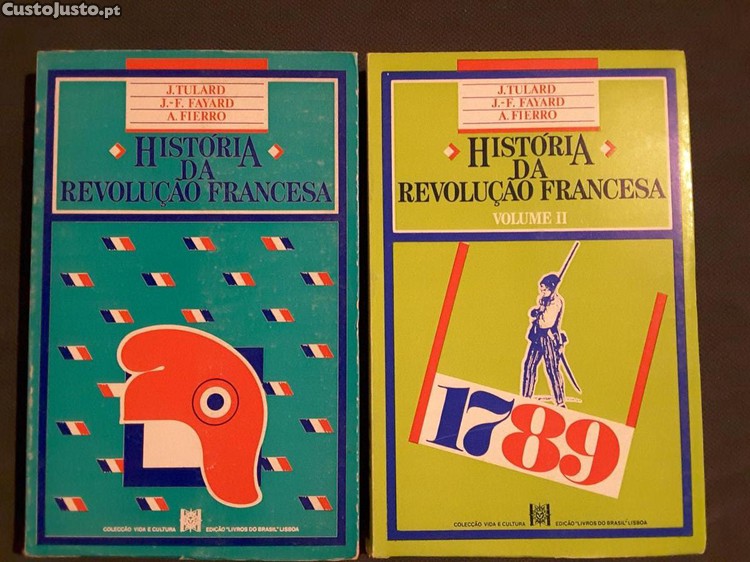 CustoJusto.pt
J. TULARD
J.-F. FAYARD
A. FIERRO
HISTÓRIA
DA
REVOLUÇÃO FRANCESA
COLECÇÃO VIDA E CULTURA
EDIÇÃO "LIVROS DO BRASIL" LISBOA
J. TULARD
J.-F. FAYARD
A. FIERRO
HISTÓRIA
DA
REVOLUÇÃO FRANCESA
VOLUME II
1789
COLECÇÃO VIDA E CULTURA
EDIÇÃO "LIVROS DO BRASIL" LISBOA